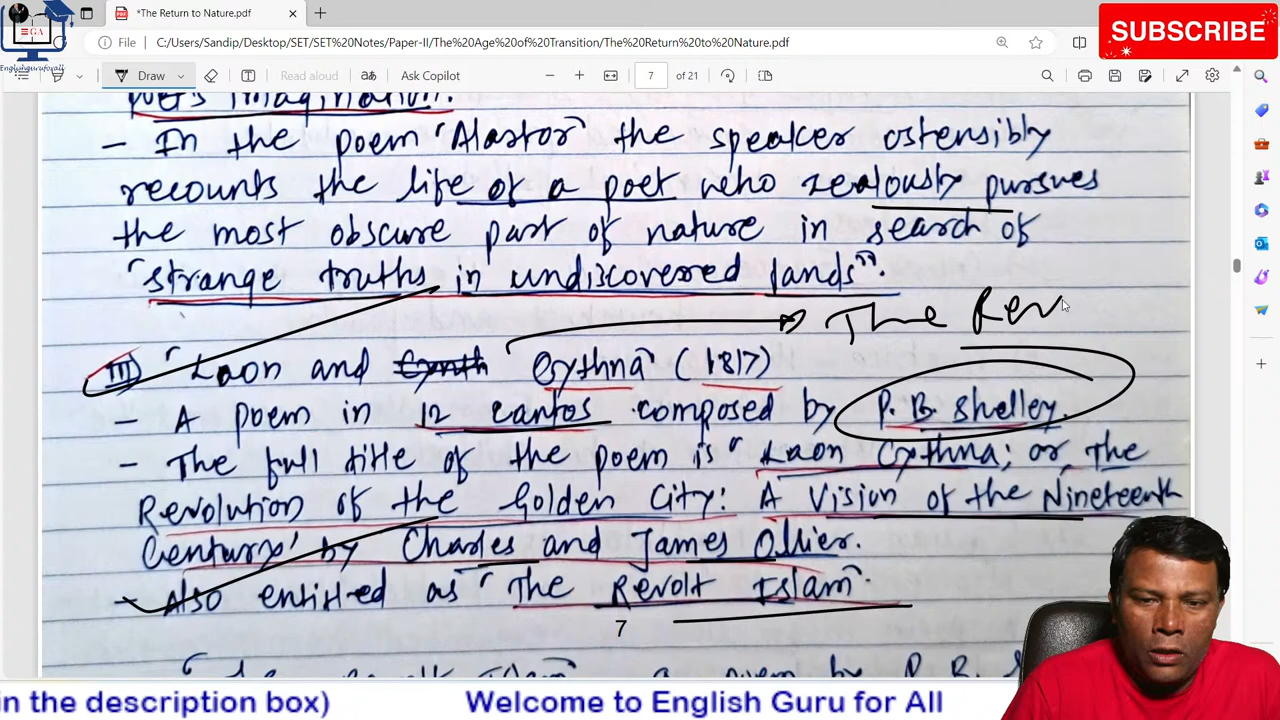 *The Return to Nature.pdf
SUBSCRIBE
GA
Englishguruforall
File C:/Users/Sandip/Desktop/SET/SET%20Notes/Paper-II/The%20Age%20of%20Transition/The%20Return%20to%20Nature.pdf
Draw Read aloud Ask Copilot 7 of 21
poet's imagination.
- In the poem "Alastor" the speaker ostensibly
recounts the life of a poet who zealously pursues
the most obscure part of nature in search of
"strange truths in undiscovered lands".
The Rev
III) "Laon and Cynth Cythna" (1817)
- A poem in 12 cantos composed by P. B. Shelley.
- The full title of the poem is "Laon Cythna; or The
Revolution of the Golden City: A Vision of the Nineteenth
Century' by Charles and James Ollier.
- Also entitled as "The Revolt Islam".
7
in the description box) Welcome to English Guru for All